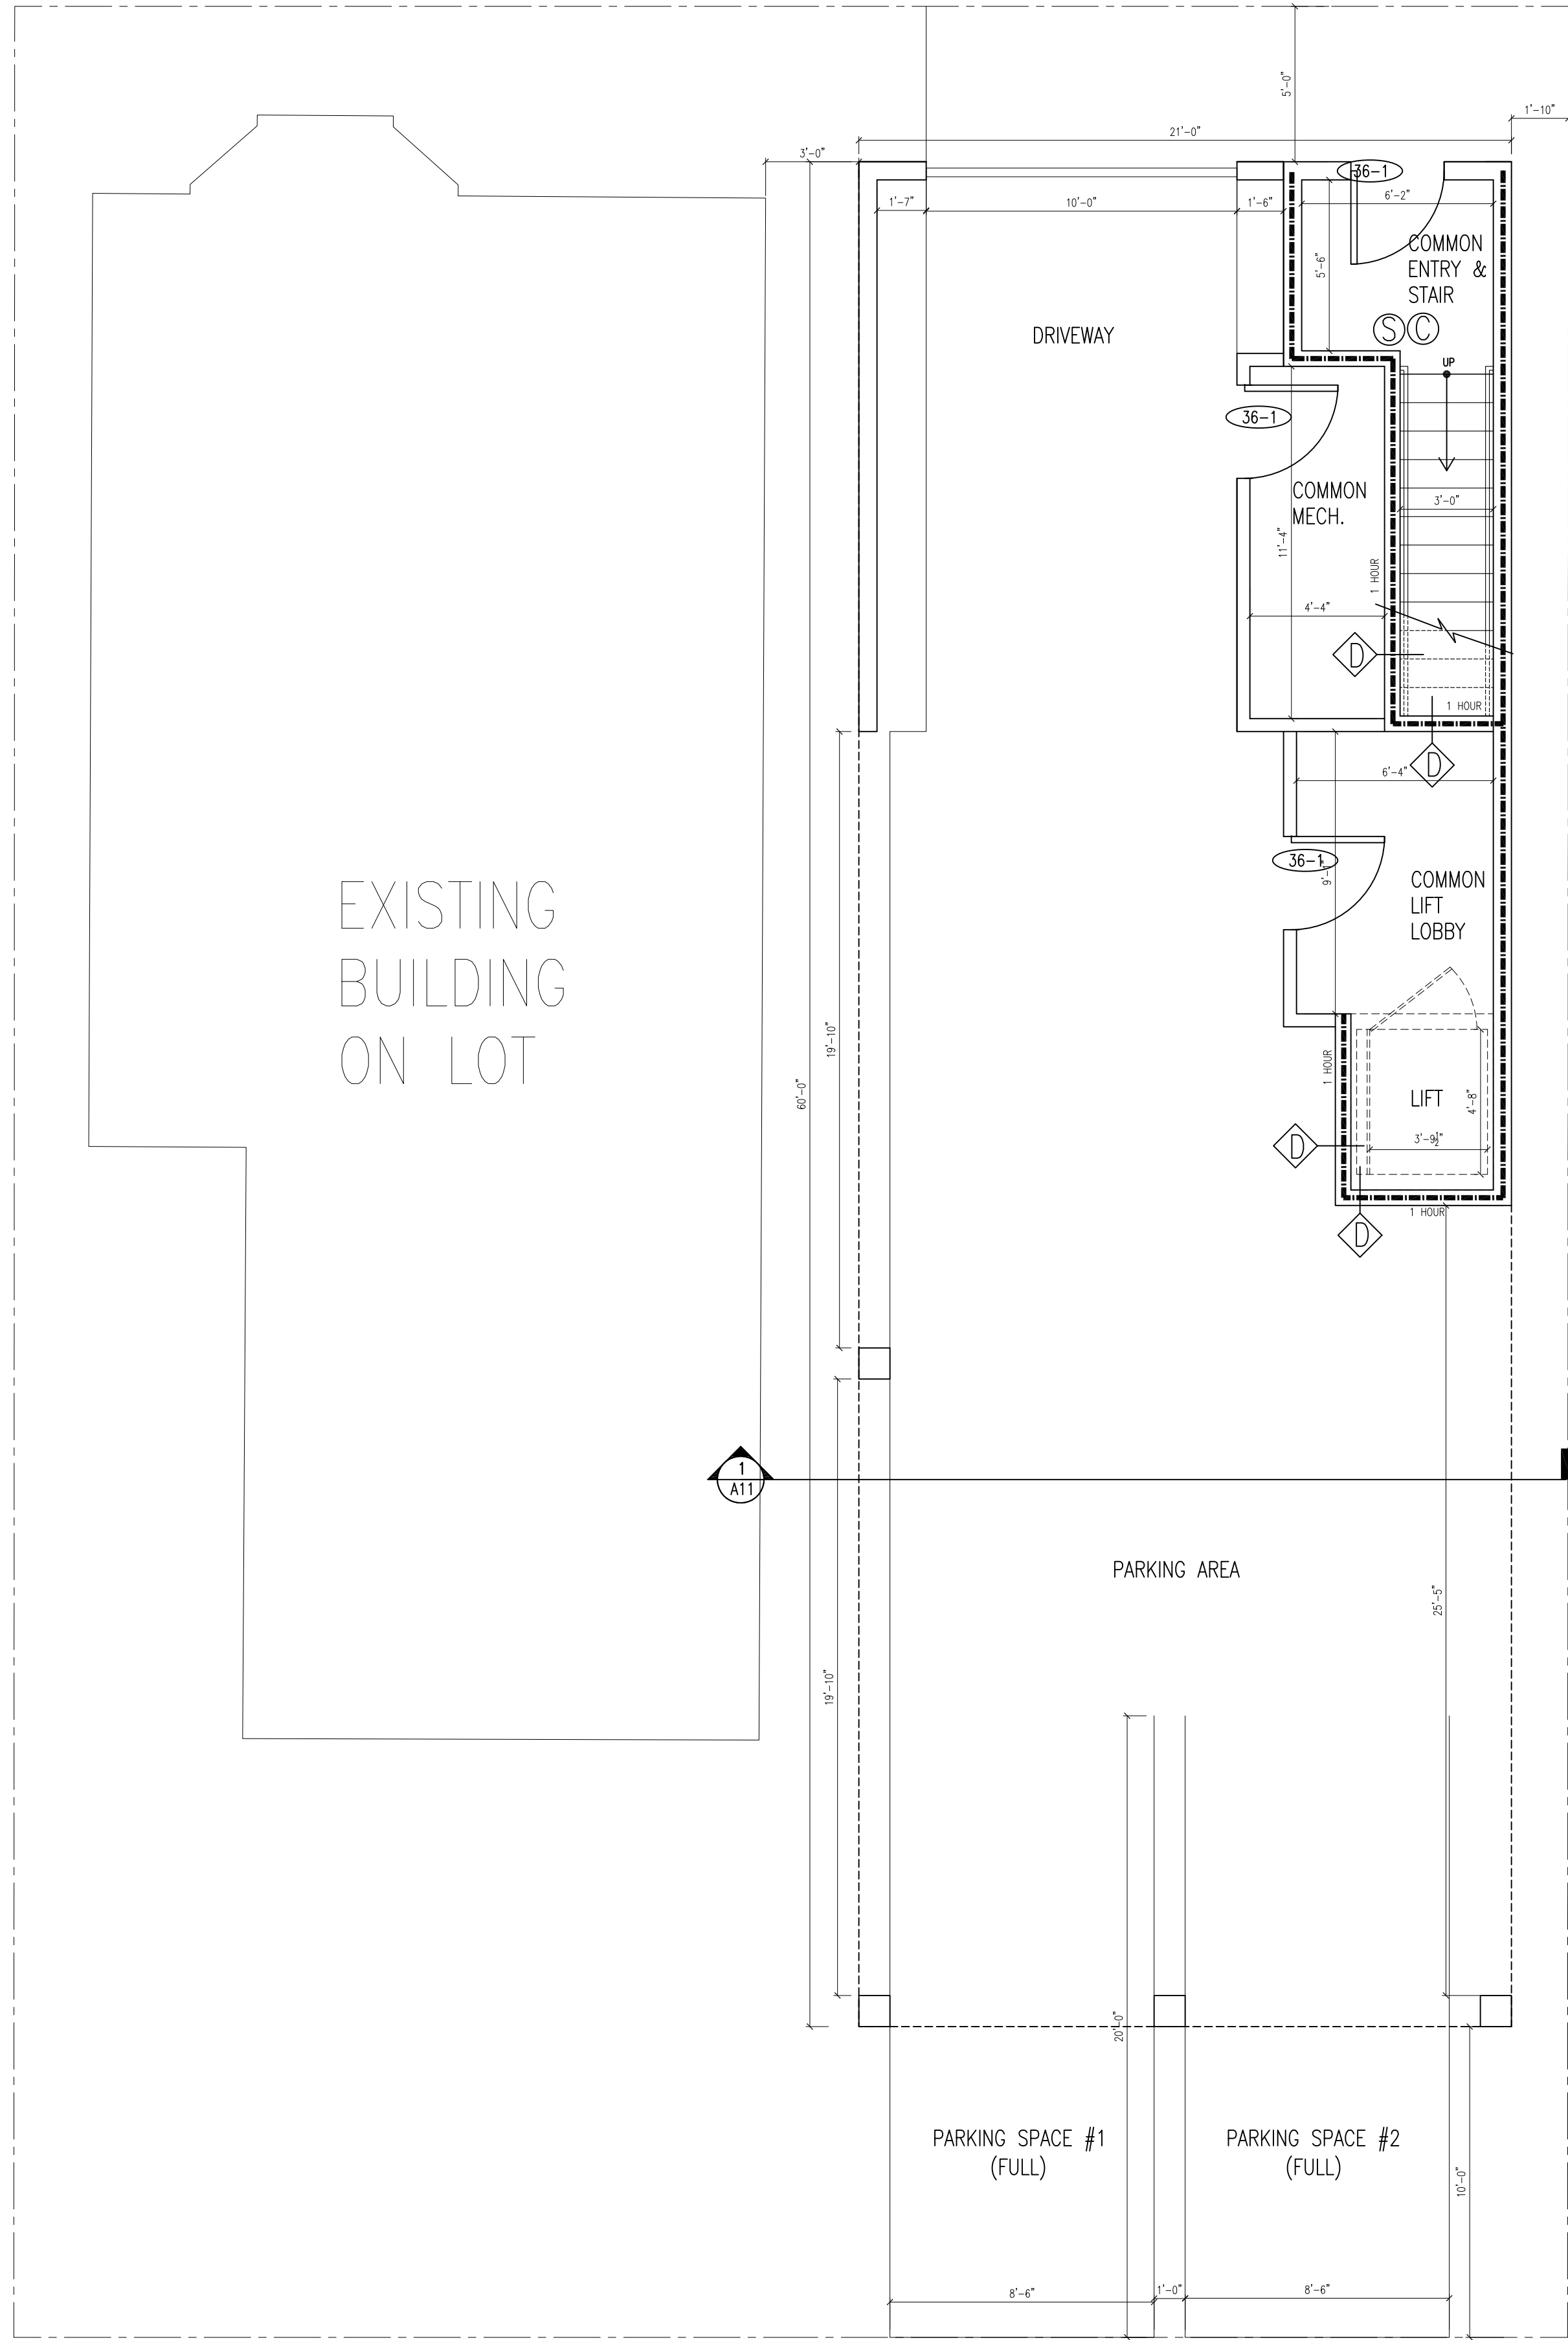 5'-0"
1'-10"
21'-0"
3'-0"
36-1
1'-7"
10'-0"
1'-6"
6'-2"
COMMON
ENTRY &
STAIR
5'-6"
S C
DRIVEWAY
UP
36-1
COMMON
MECH.
3'-0"
11'-4"
1 HOUR
4'-4"
D
1 HOUR
D
6'-4"
36-1
9'-1"
COMMON
LIFT
LOBBY
EXISTING
BUILDING
ON LOT
19'-10"
60'-0"
1 HOUR
LIFT
4'-8"
3'-9½"
D
1 HOUR
D
1
A11
PARKING AREA
25'-5"
19'-10"
20'-0"
PARKING SPACE #1
(FULL)
PARKING SPACE #2
(FULL)
10'-0"
8'-6"
1'-0"
8'-6"